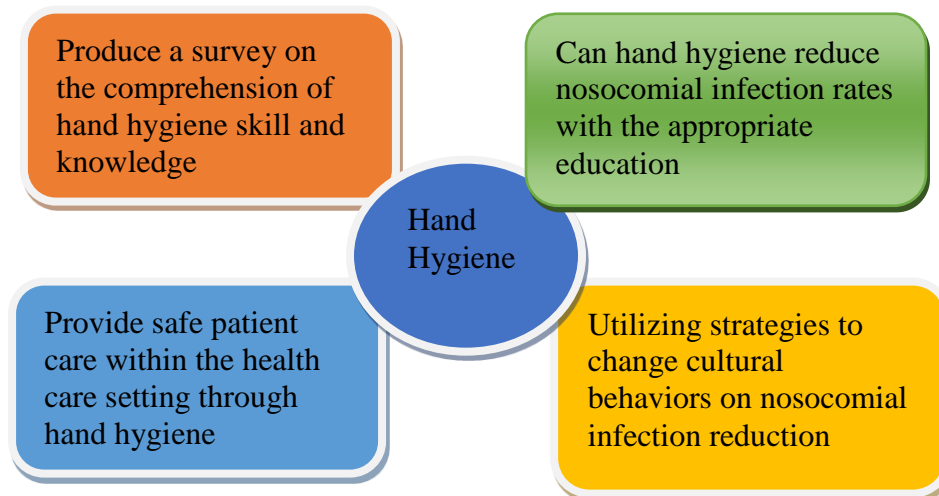 Produce a survey on
the comprehension of
hand hygiene skill and
knowledge
Can hand hygiene reduce
nosocomial infection rates
with the appropriate
education
Hand
Hygiene
Provide safe patient
care within the health
care setting through
hand hygiene
Utilizing strategies to
change cultural
behaviors on nosocomial
infection reduction